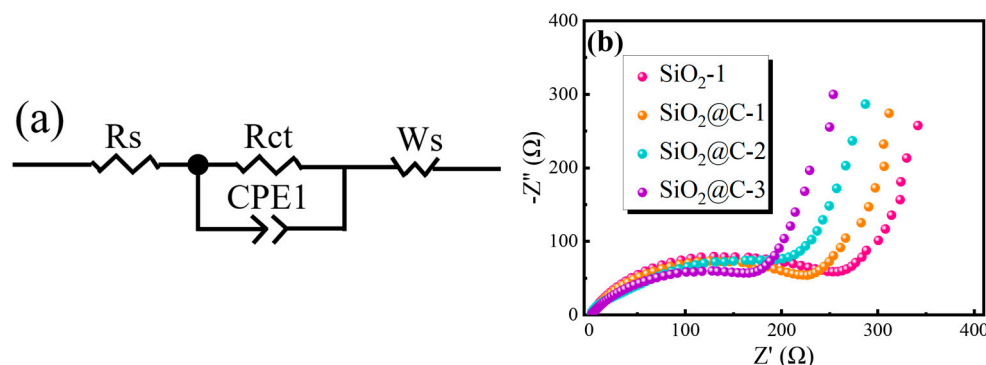 (a)
Rs
Rct
Ws
CPE1
(b)
SiO₂-1
SiO₂@C-1
SiO₂@C-2
SiO₂@C-3
-Z'' (Ω)
400
300
200
100
0
0
100
200
300
400
Z' (Ω)